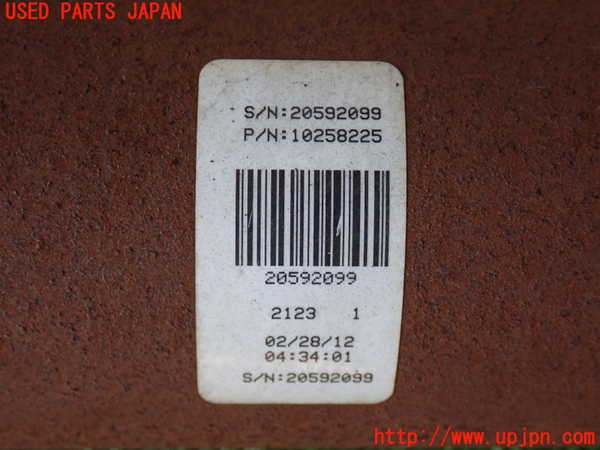 USED PARTS JAPAN
S/N:20592099
P/N:10258225
20592099
2123 1
02/28/12
04:34:01
S/N:20592099
http://www.upjpn.com/